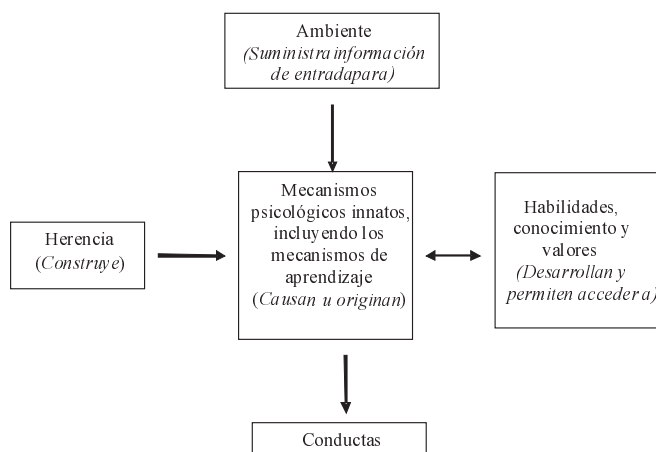 Ambiente
(Suministra información
de entradapara)
Mecanismos
psicológicos innatos,
incluyendo los
mecanismos de
aprendizaje
(Causan u originan)
Herencia
(Construye)
Habilidades,
conocimiento y
valores
(Desarrollan y
permiten acceder a)
Conductas